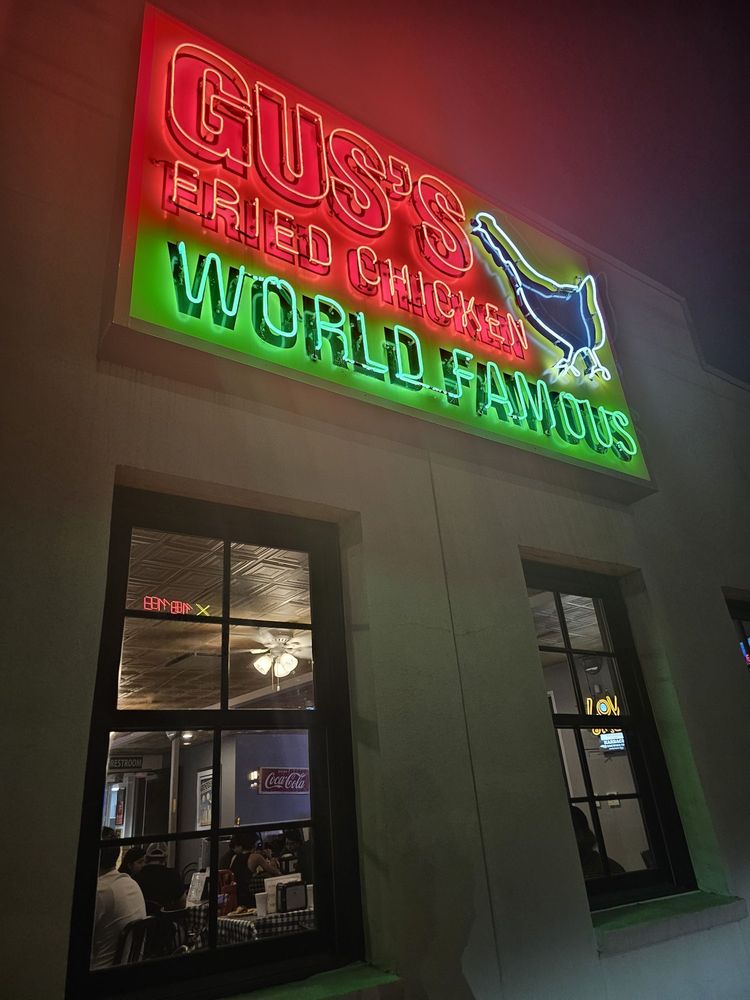 GUS'S
FRIED CHICKEN
WORLD FAMOUS
RESTROOM
Coca-Cola